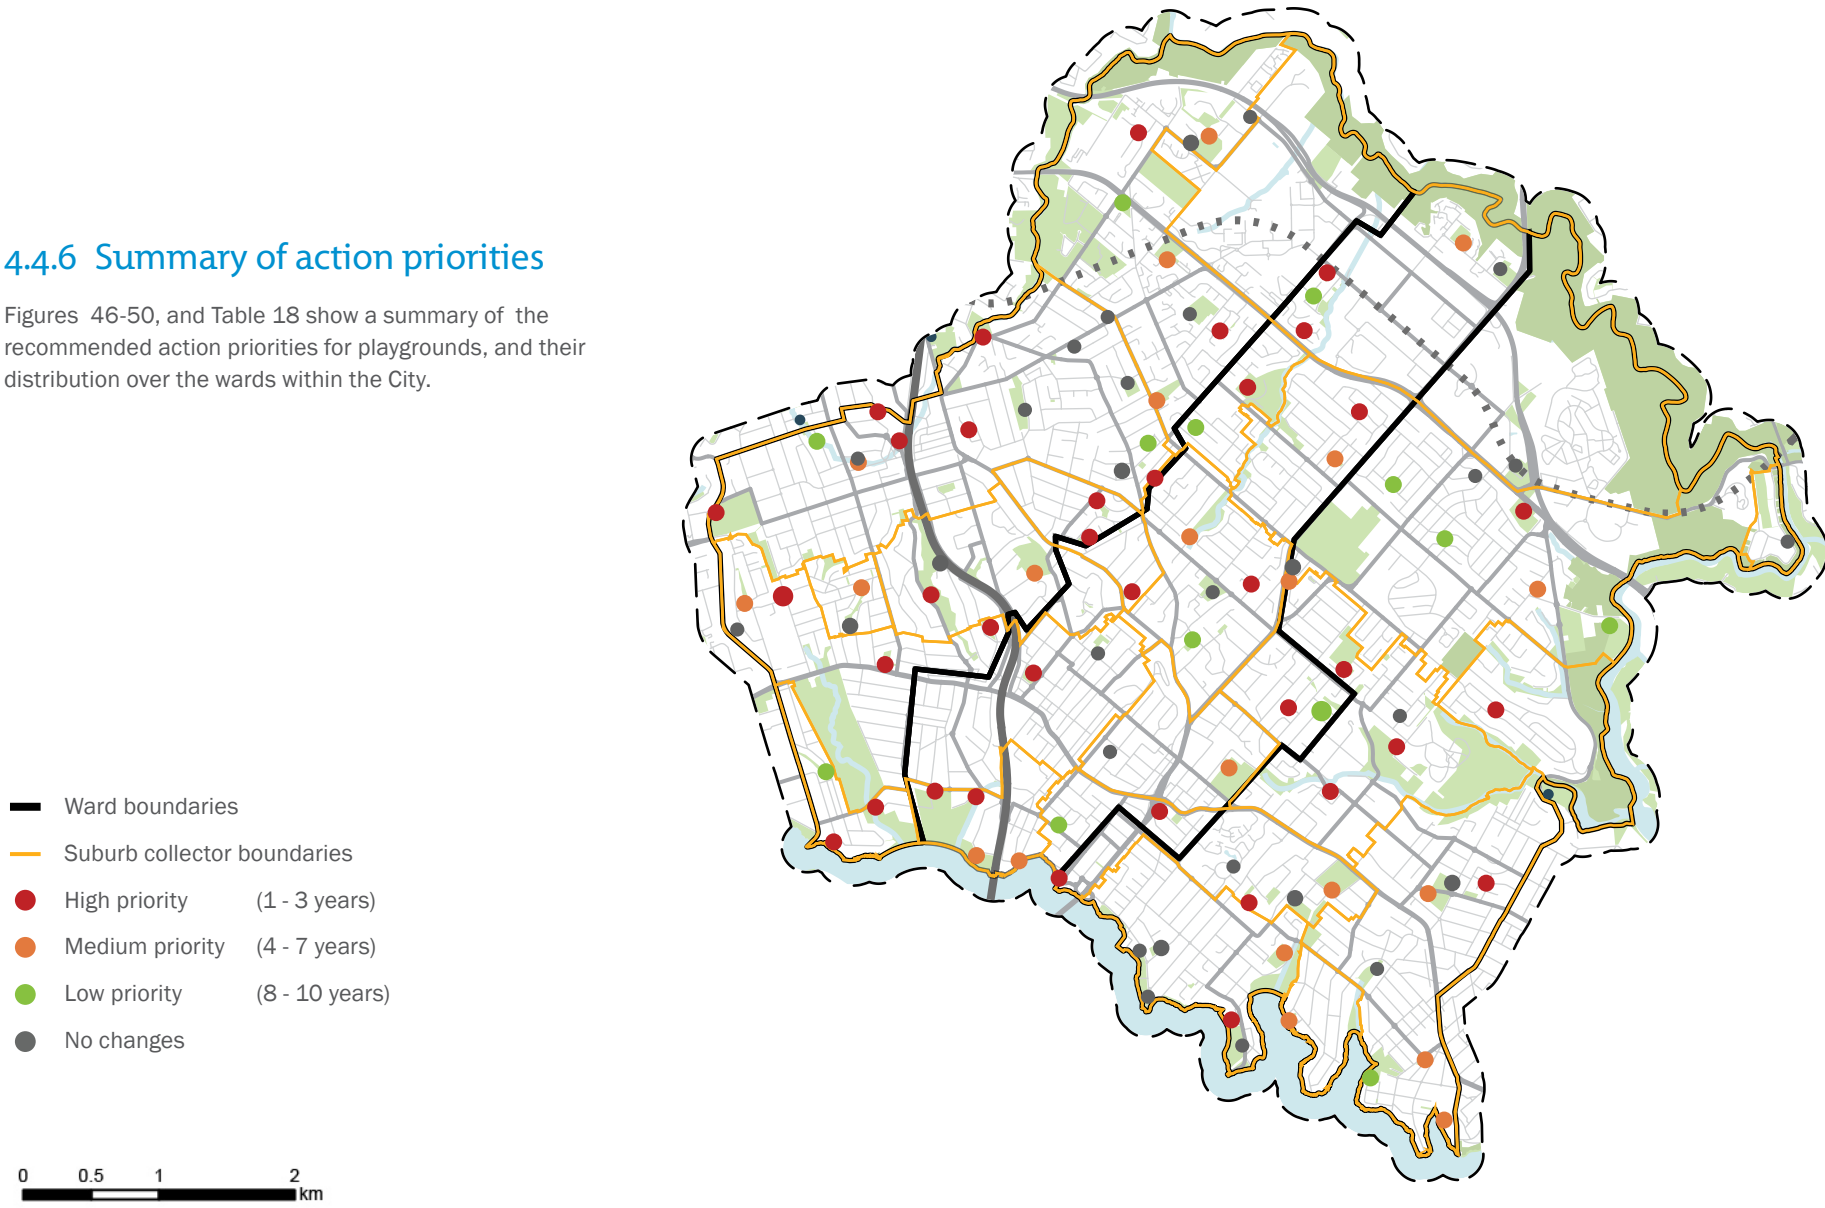 4.4.6 Summary of action priorities
Figures 46-50, and Table 18 show a summary of the
recommended action priorities for playgrounds, and their
distribution over the wards within the City.
Ward boundaries
Suburb collector boundaries
High priority (1 - 3 years)
Medium priority (4 - 7 years)
Low priority (8 - 10 years)
No changes
0 0.5 1 2
km